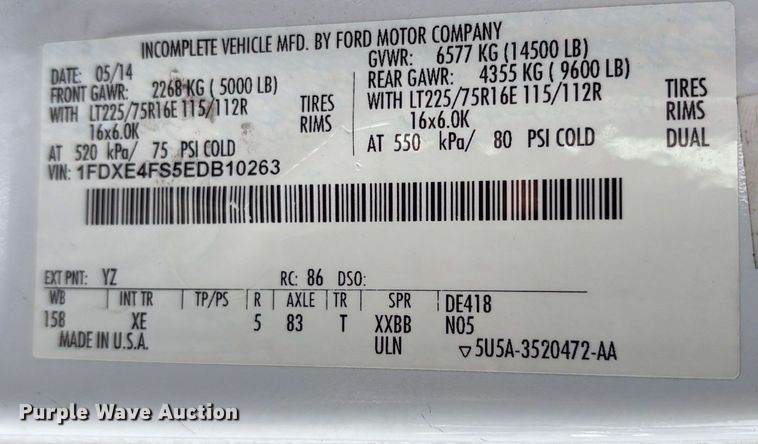 INCOMPLETE VEHICLE MFD. BY FORD MOTOR COMPANY
DATE: 05/14
GVWR: 6577 KG (14500 LB)
FRONT GAWR: 2268 KG ( 5000 LB)
REAR GAWR: 4355 KG ( 9600 LB)
WITH LT225/75R16E 115/112R TIRES
WITH LT225/75R16E 115/112R TIRES
16x6.0K RIMS
16x6.0K RIMS
AT 520 kPa/ 75 PSI COLD
AT 550 kPa/ 80 PSI COLD DUAL
VIN: 1FDXE4FS5EDB10263
EXT PNT: YZ RC: 86 DSO:
WB INT TR TP/PS R AXLE TR SPR DE418
158 XE 5 83 T XXBB N05
MADE IN U.S.A. ULN ▽5U5A-3520472-AA
Purple Wave Auction